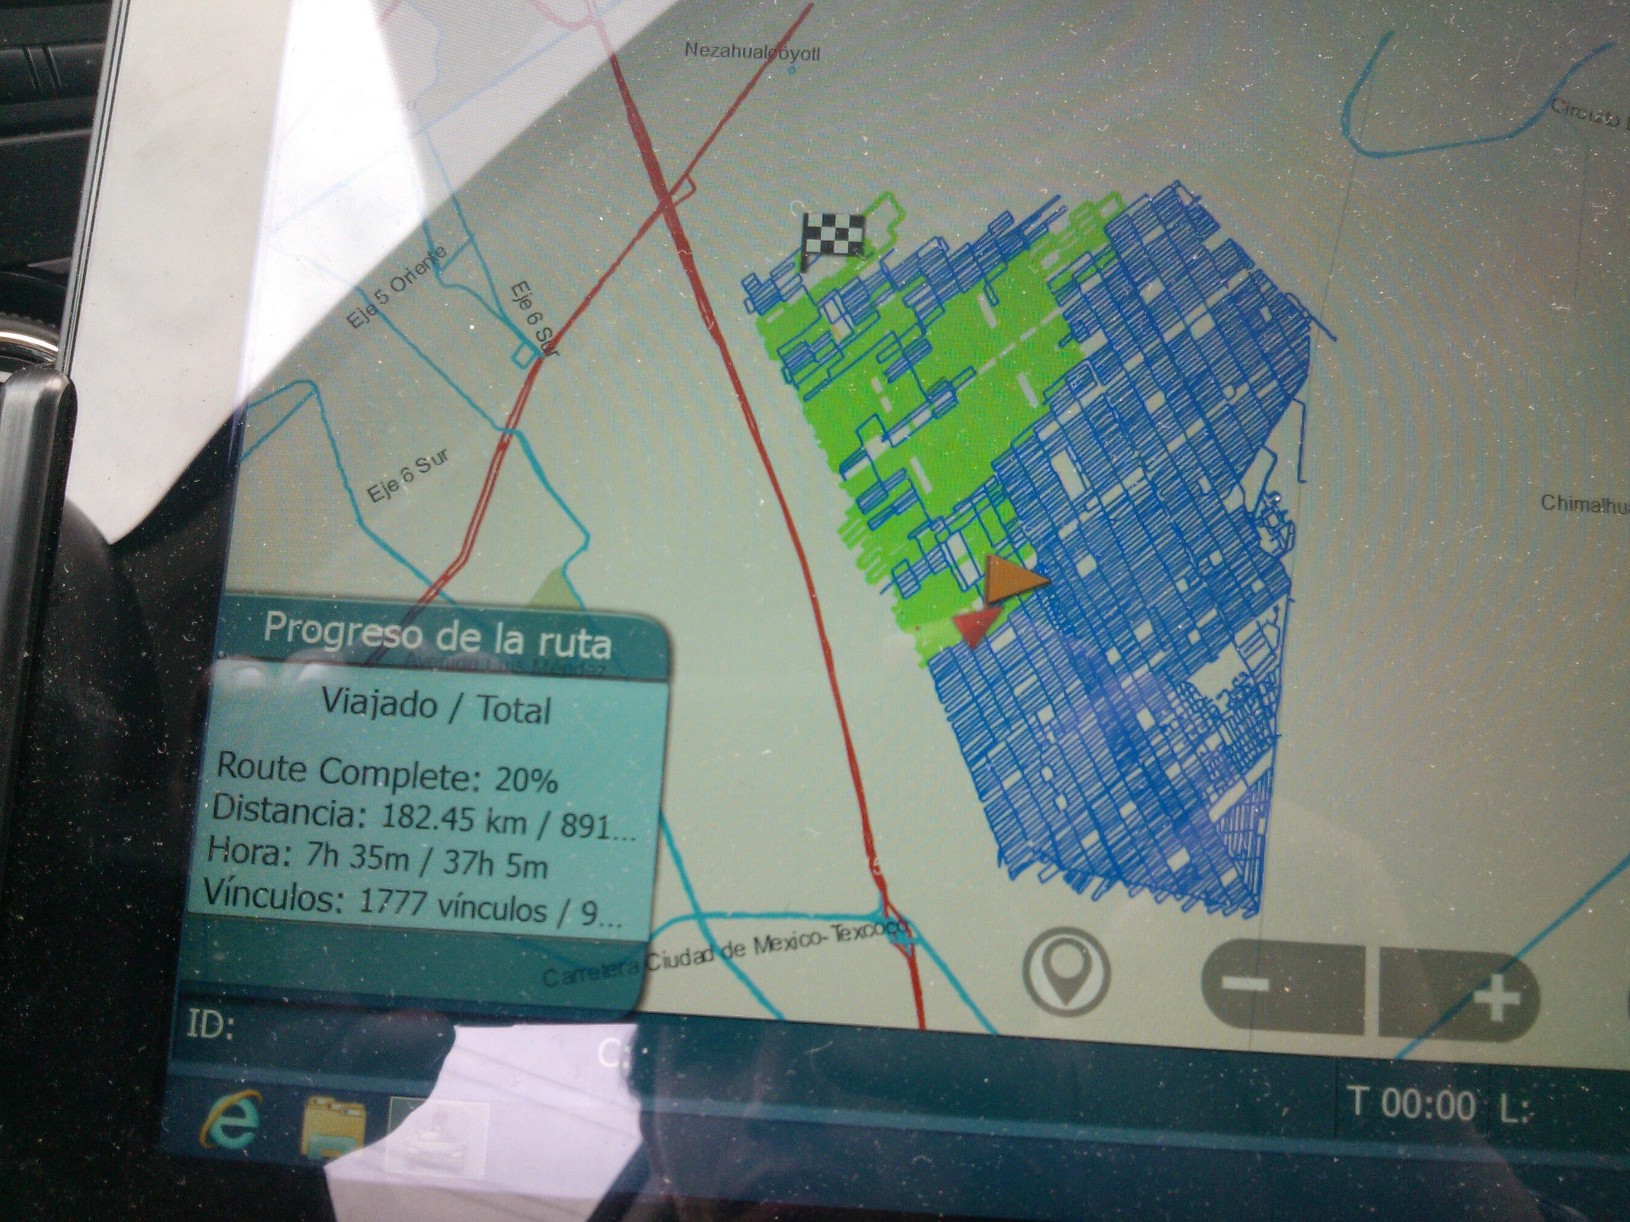 Nezahualcóyotl
Circuito
Eje 5 Oriente
Eje 6 Sur
Eje 6 Sur
Chimalhu
Progreso de la ruta
Viajado / Total
Route Complete: 20%
Distancia: 182.45 km / 891...
Hora: 7h 35m / 37h 5m
Vínculos: 1777 vínculos / 9...
Carretera Ciudad de Mexico-Texcoco
ID:
C:
T 00:00 L: